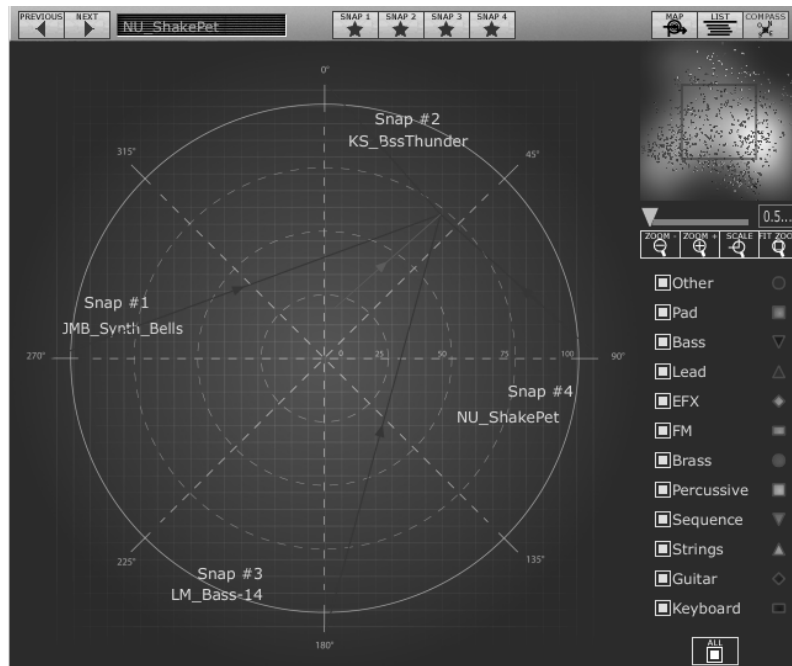 PREVIOUS NEXT NU_ShakePet SNAP 1 SNAP 2 SNAP 3 SNAP 4 MAP LIST COMPASS
0°
Snap #2
KS_BssThunder
315° 45°
0.5...
ZOOM - ZOOM + SCALE FIT ZOO
Other
Snap #1
Pad
JMB_Synth_Bells
Bass
270° 0 25 50 75 100 90°
Lead
Snap #4
EFX
NU_ShakePet
FM
Brass
Percussive
Sequence
225° 135°
Strings
Snap #3
Guitar
LM_Bass-14
Keyboard
180°
ALL